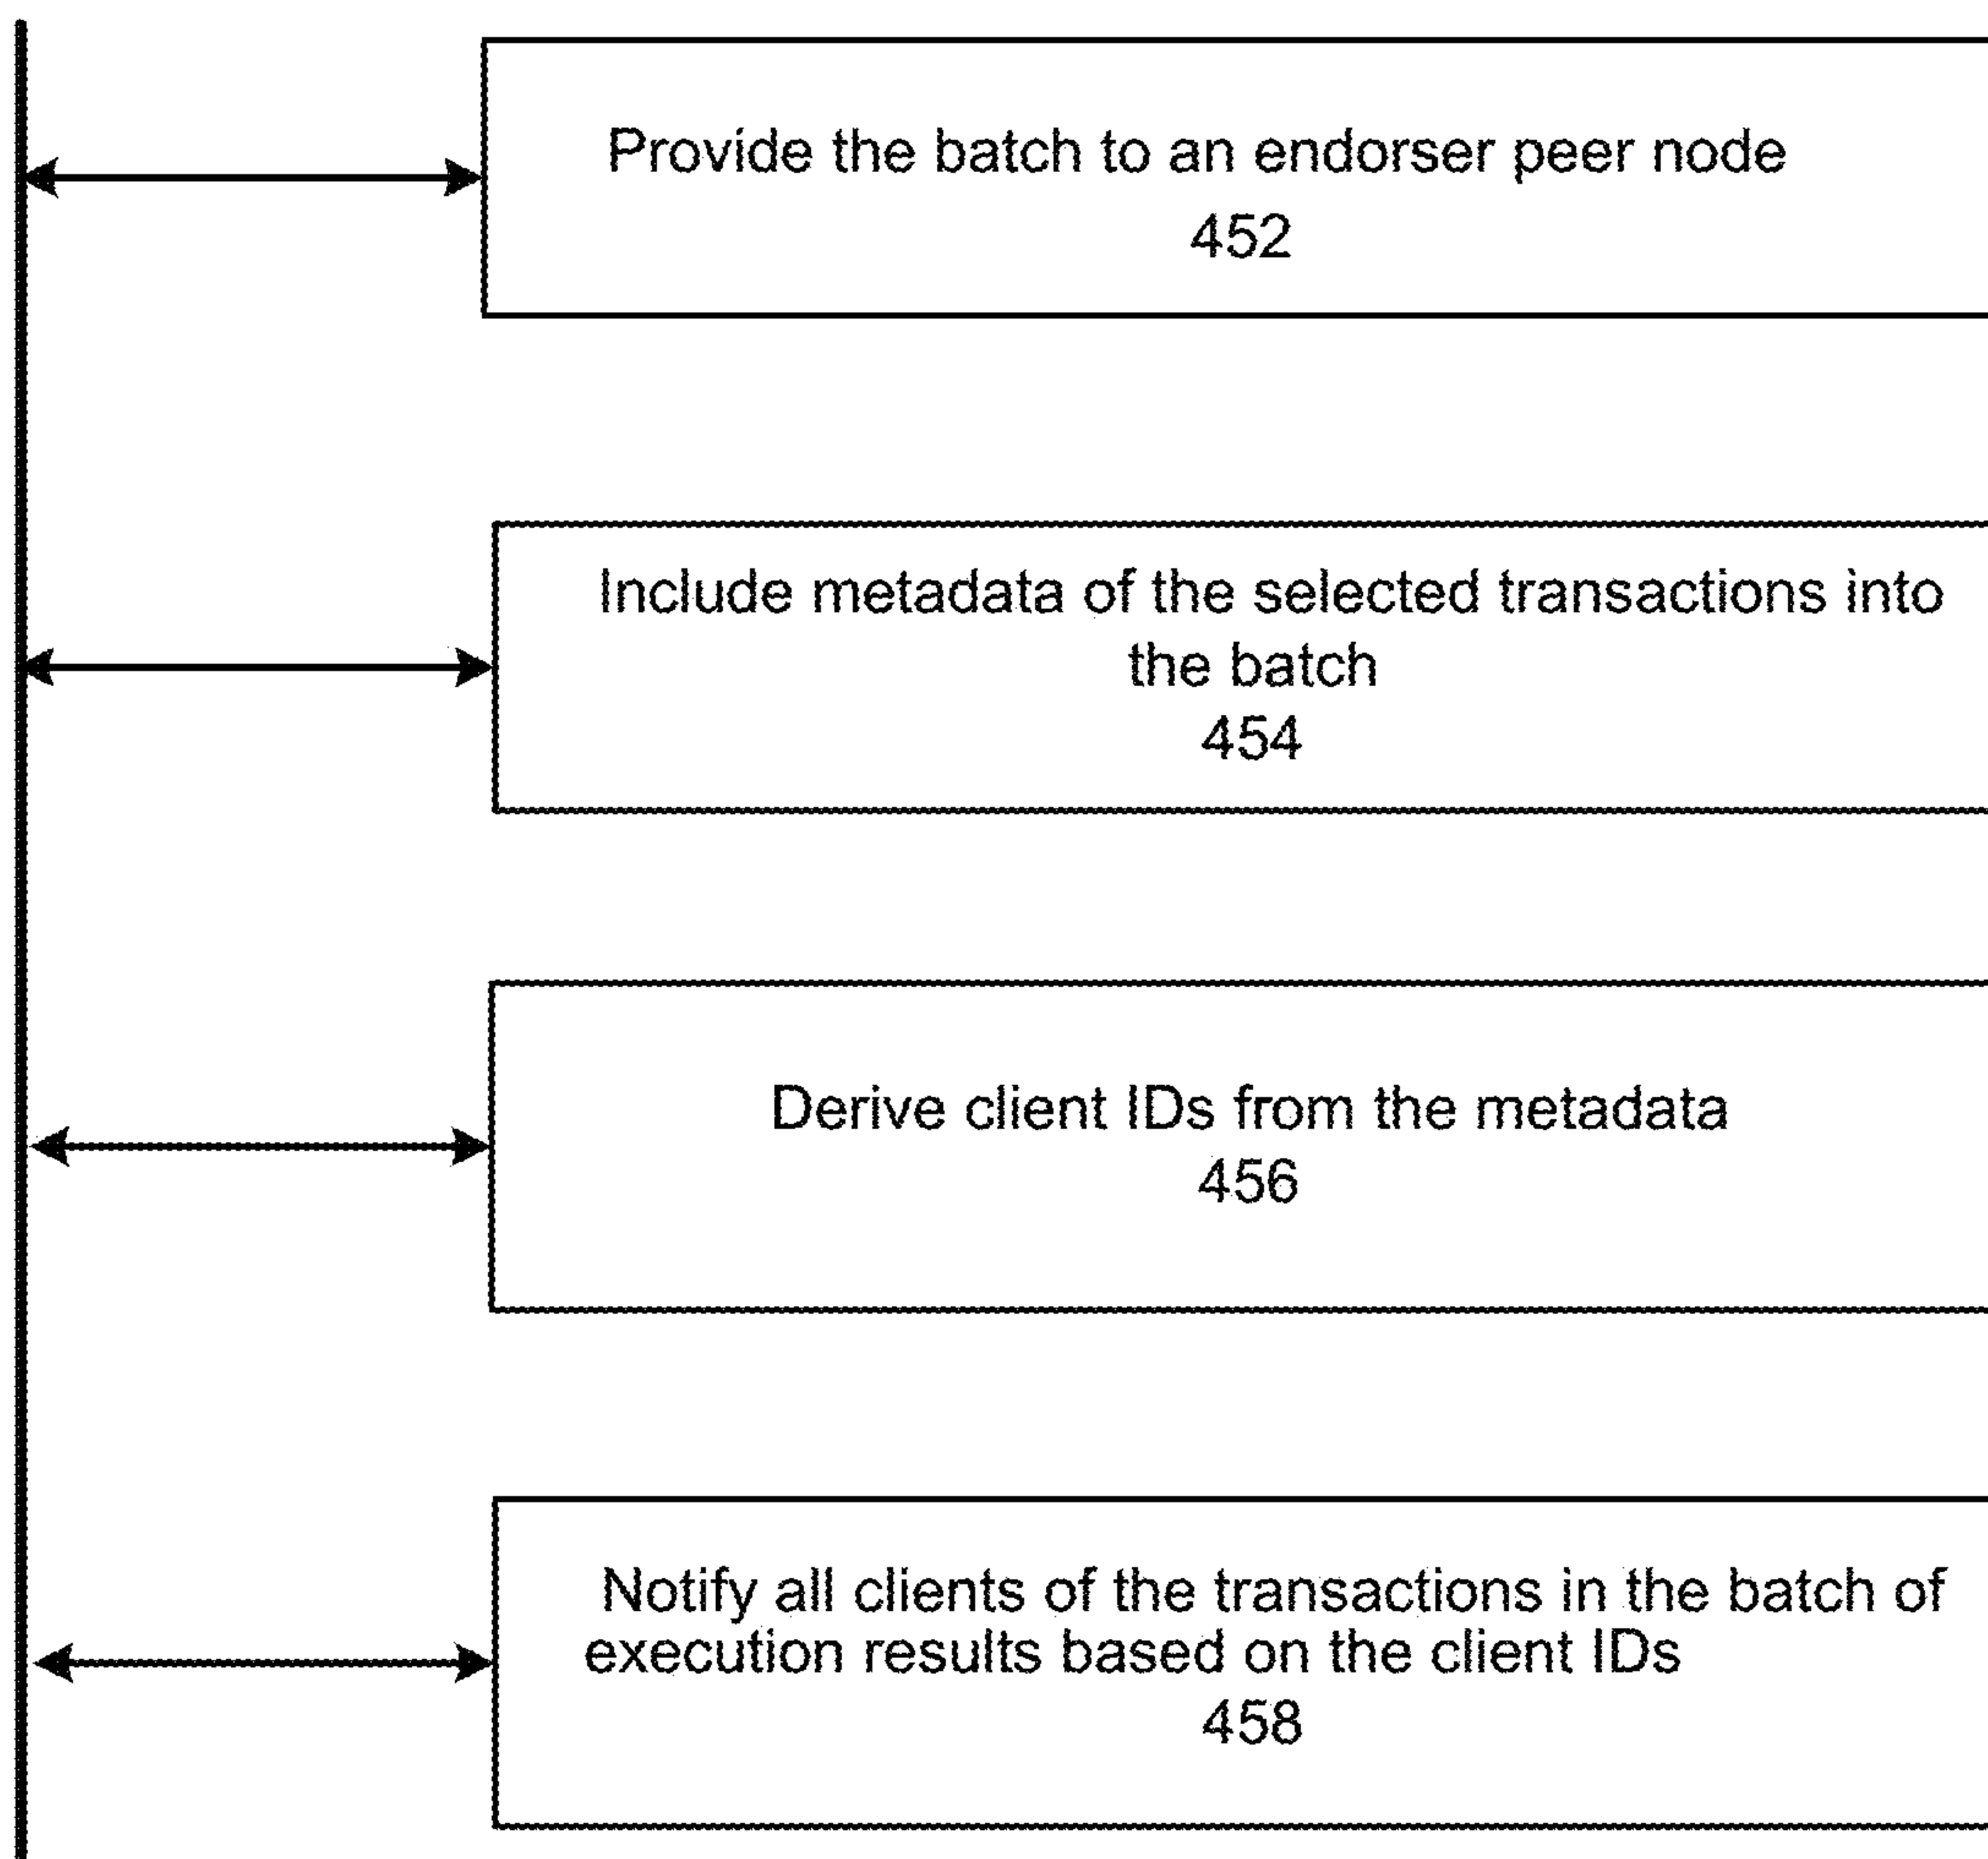 Provide the batch to an endorser peer node
452
Include metadata of the selected transactions into
the batch
454
Derive client IDs from the metadata
456
Notify all clients of the transactions in the batch of
execution results based on the client IDs
458